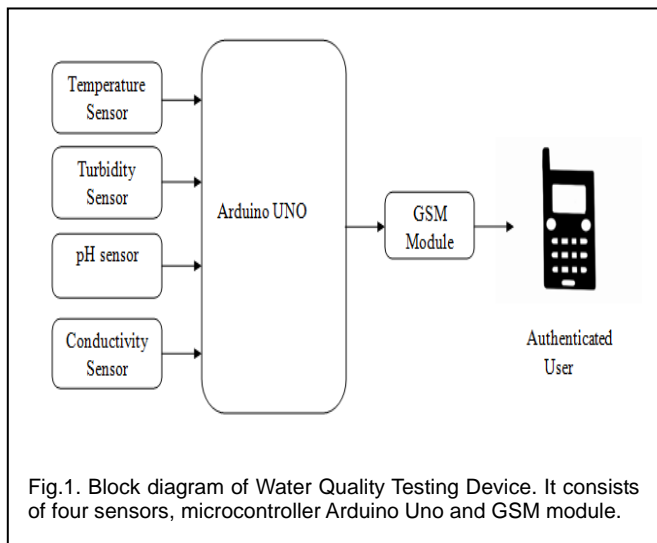 Temperature
Sensor
Turbidity
Sensor
pH sensor
Conductivity
Sensor
Arduino UNO
GSM
Module
Authenticated
User
Fig.1. Block diagram of Water Quality Testing Device. It consists
of four sensors, microcontroller Arduino Uno and GSM module.